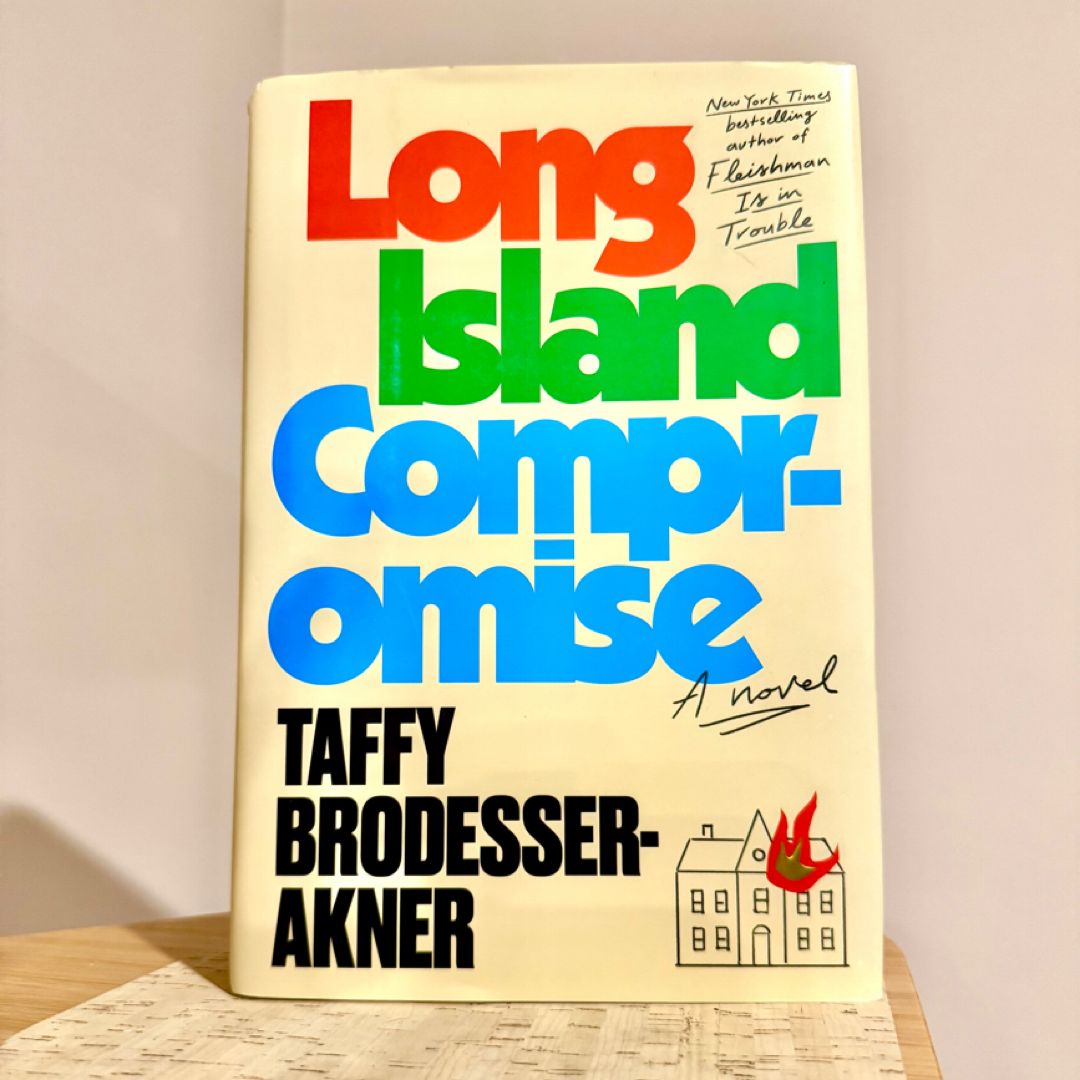 Long
Island
Compr-
omise
New York Times
bestselling
author of
Fleishman
Is in
Trouble
A novel
TAFFY
BRODESSER-
AKNER